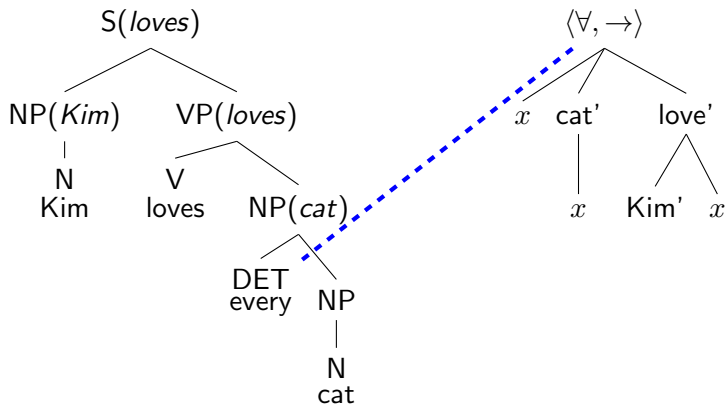 S(loves) ⟨∀, →⟩
NP(Kim) VP(loves) x cat' love'
N V
Kim loves NP(cat) x Kim' x
DET
every NP
N
cat